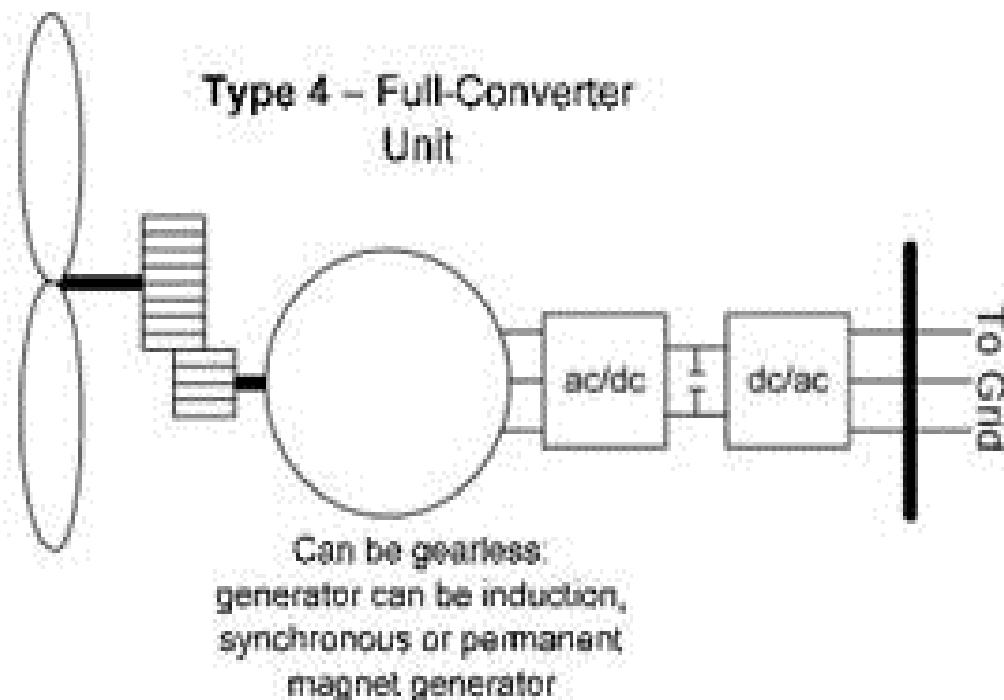 Type 4 – Full-Converter
Unit
ac/dc
dc/ac
To Grid
Can be gearless:
generator can be induction,
synchronous or permanent
magnet generator